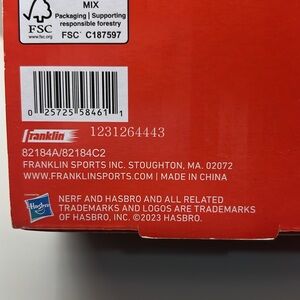 MIX
Packaging | Supporting
responsible forestry
FSC
www.fsc.org
FSC® C187597
0 25725 58461 1
Franklin 1231264443
82184A/82184C2
FRANKLIN SPORTS INC. STOUGHTON, MA. 02072
WWW.FRANKLINSPORTS.COM | MADE IN CHINA
Hasbro
NERF AND HASBRO AND ALL RELATED
TRADEMARKS AND LOGOS ARE TRADEMARKS
OF HASBRO, INC. ©2023 HASBRO.